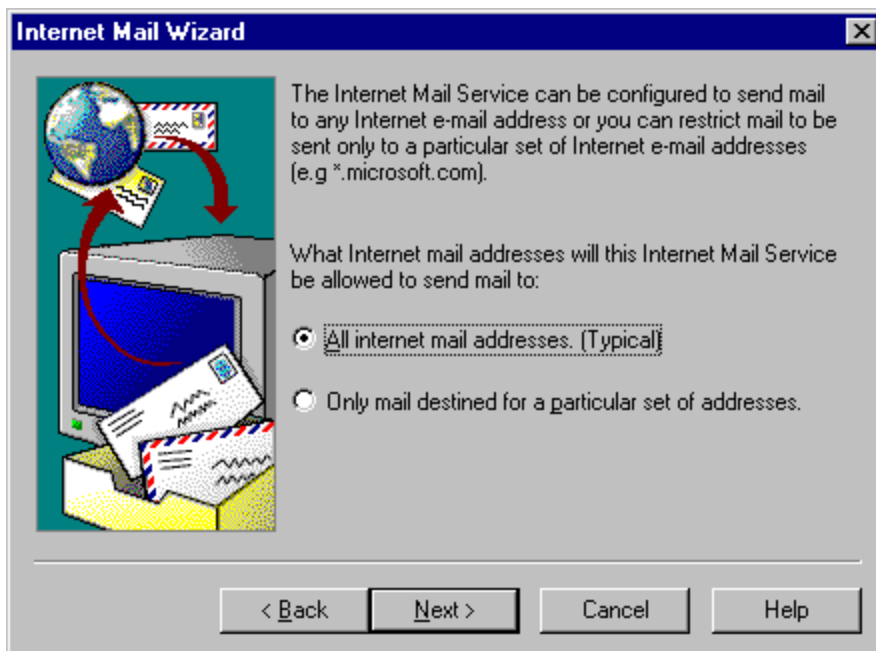 Internet Mail Wizard
The Internet Mail Service can be configured to send mail
to any Internet e-mail address or you can restrict mail to be
sent only to a particular set of Internet e-mail addresses
(e.g *.microsoft.com).
What Internet mail addresses will this Internet Mail Service
be allowed to send mail to:
All internet mail addresses. (Typical)
Only mail destined for a particular set of addresses.
< Back Next > Cancel Help